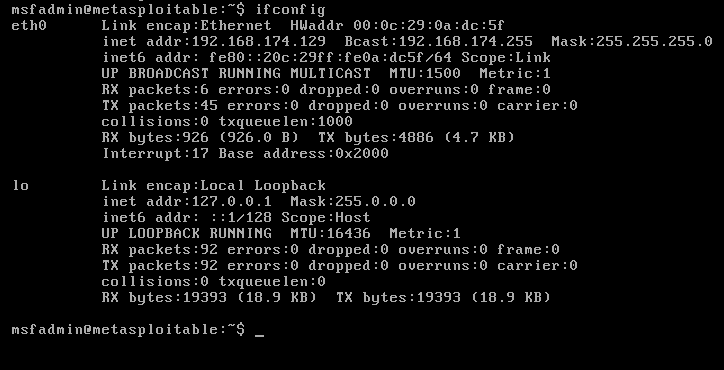 msfadmin@metasploitable:~$ ifconfig
eth0      Link encap:Ethernet  HWaddr 00:0c:29:0a:dc:5f
          inet addr:192.168.174.129  Bcast:192.168.174.255  Mask:255.255.255.0
          inet6 addr: fe80::20c:29ff:fe0a:dc5f/64 Scope:Link
          UP BROADCAST RUNNING MULTICAST  MTU:1500  Metric:1
          RX packets:6 errors:0 dropped:0 overruns:0 frame:0
          TX packets:45 errors:0 dropped:0 overruns:0 carrier:0
          collisions:0 txqueuelen:1000
          RX bytes:926 (926.0 B)  TX bytes:4886 (4.7 KB)
          Interrupt:17 Base address:0x2000
lo        Link encap:Local Loopback
          inet addr:127.0.0.1  Mask:255.0.0.0
          inet6 addr: ::1/128 Scope:Host
          UP LOOPBACK RUNNING  MTU:16436  Metric:1
          RX packets:92 errors:0 dropped:0 overruns:0 frame:0
          TX packets:92 errors:0 dropped:0 overruns:0 carrier:0
          collisions:0 txqueuelen:0
          RX bytes:19393 (18.9 KB)  TX bytes:19393 (18.9 KB)
msfadmin@metasploitable:~$ _